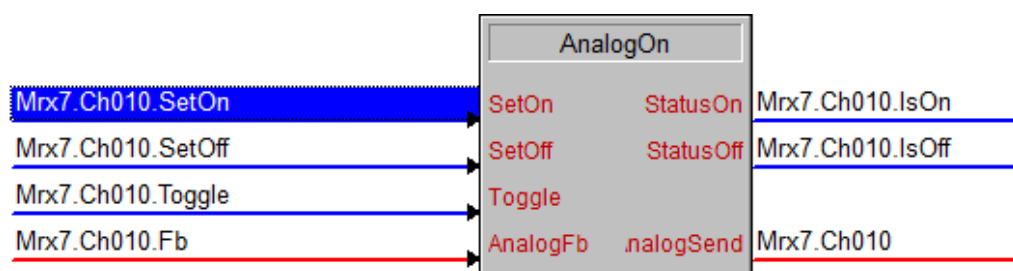 AnalogOn
Mrx7.Ch010.SetOn SetOn StatusOn Mrx7.Ch010.IsOn
Mrx7.Ch010.SetOff SetOff StatusOff Mrx7.Ch010.IsOff
Mrx7.Ch010.Toggle Toggle
Mrx7.Ch010.Fb AnalogFb nalogSend Mrx7.Ch010